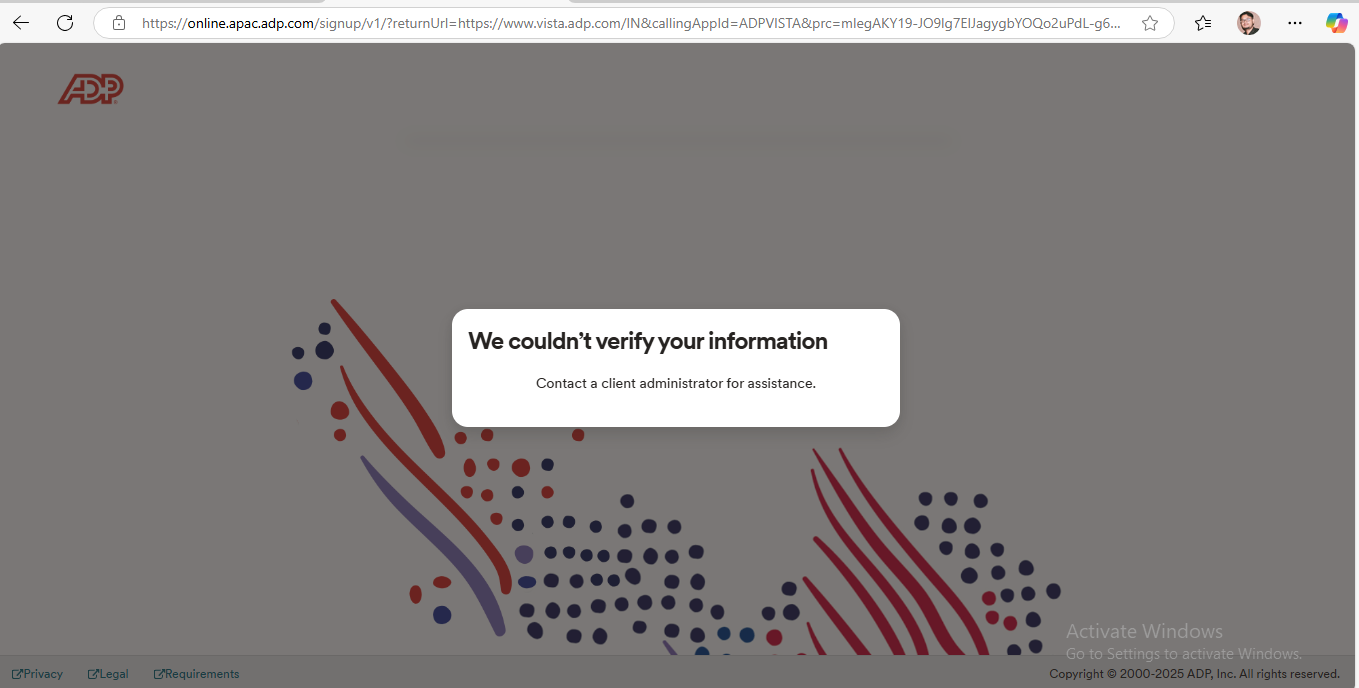 https://online.apac.adp.com/signup/v1/?returnUrl=https://www.vista.adp.com/IN&callingAppId=ADPVISTA&prc=mlegAKY19-JO9Ig7EIJagygbYOQo2uPdL-g6...
ADP
We couldn’t verify your information
Contact a client administrator for assistance.
Activate Windows
Go to Settings to activate Windows.
Privacy Legal Requirements Copyright © 2000-2025 ADP, Inc. All rights reserved.